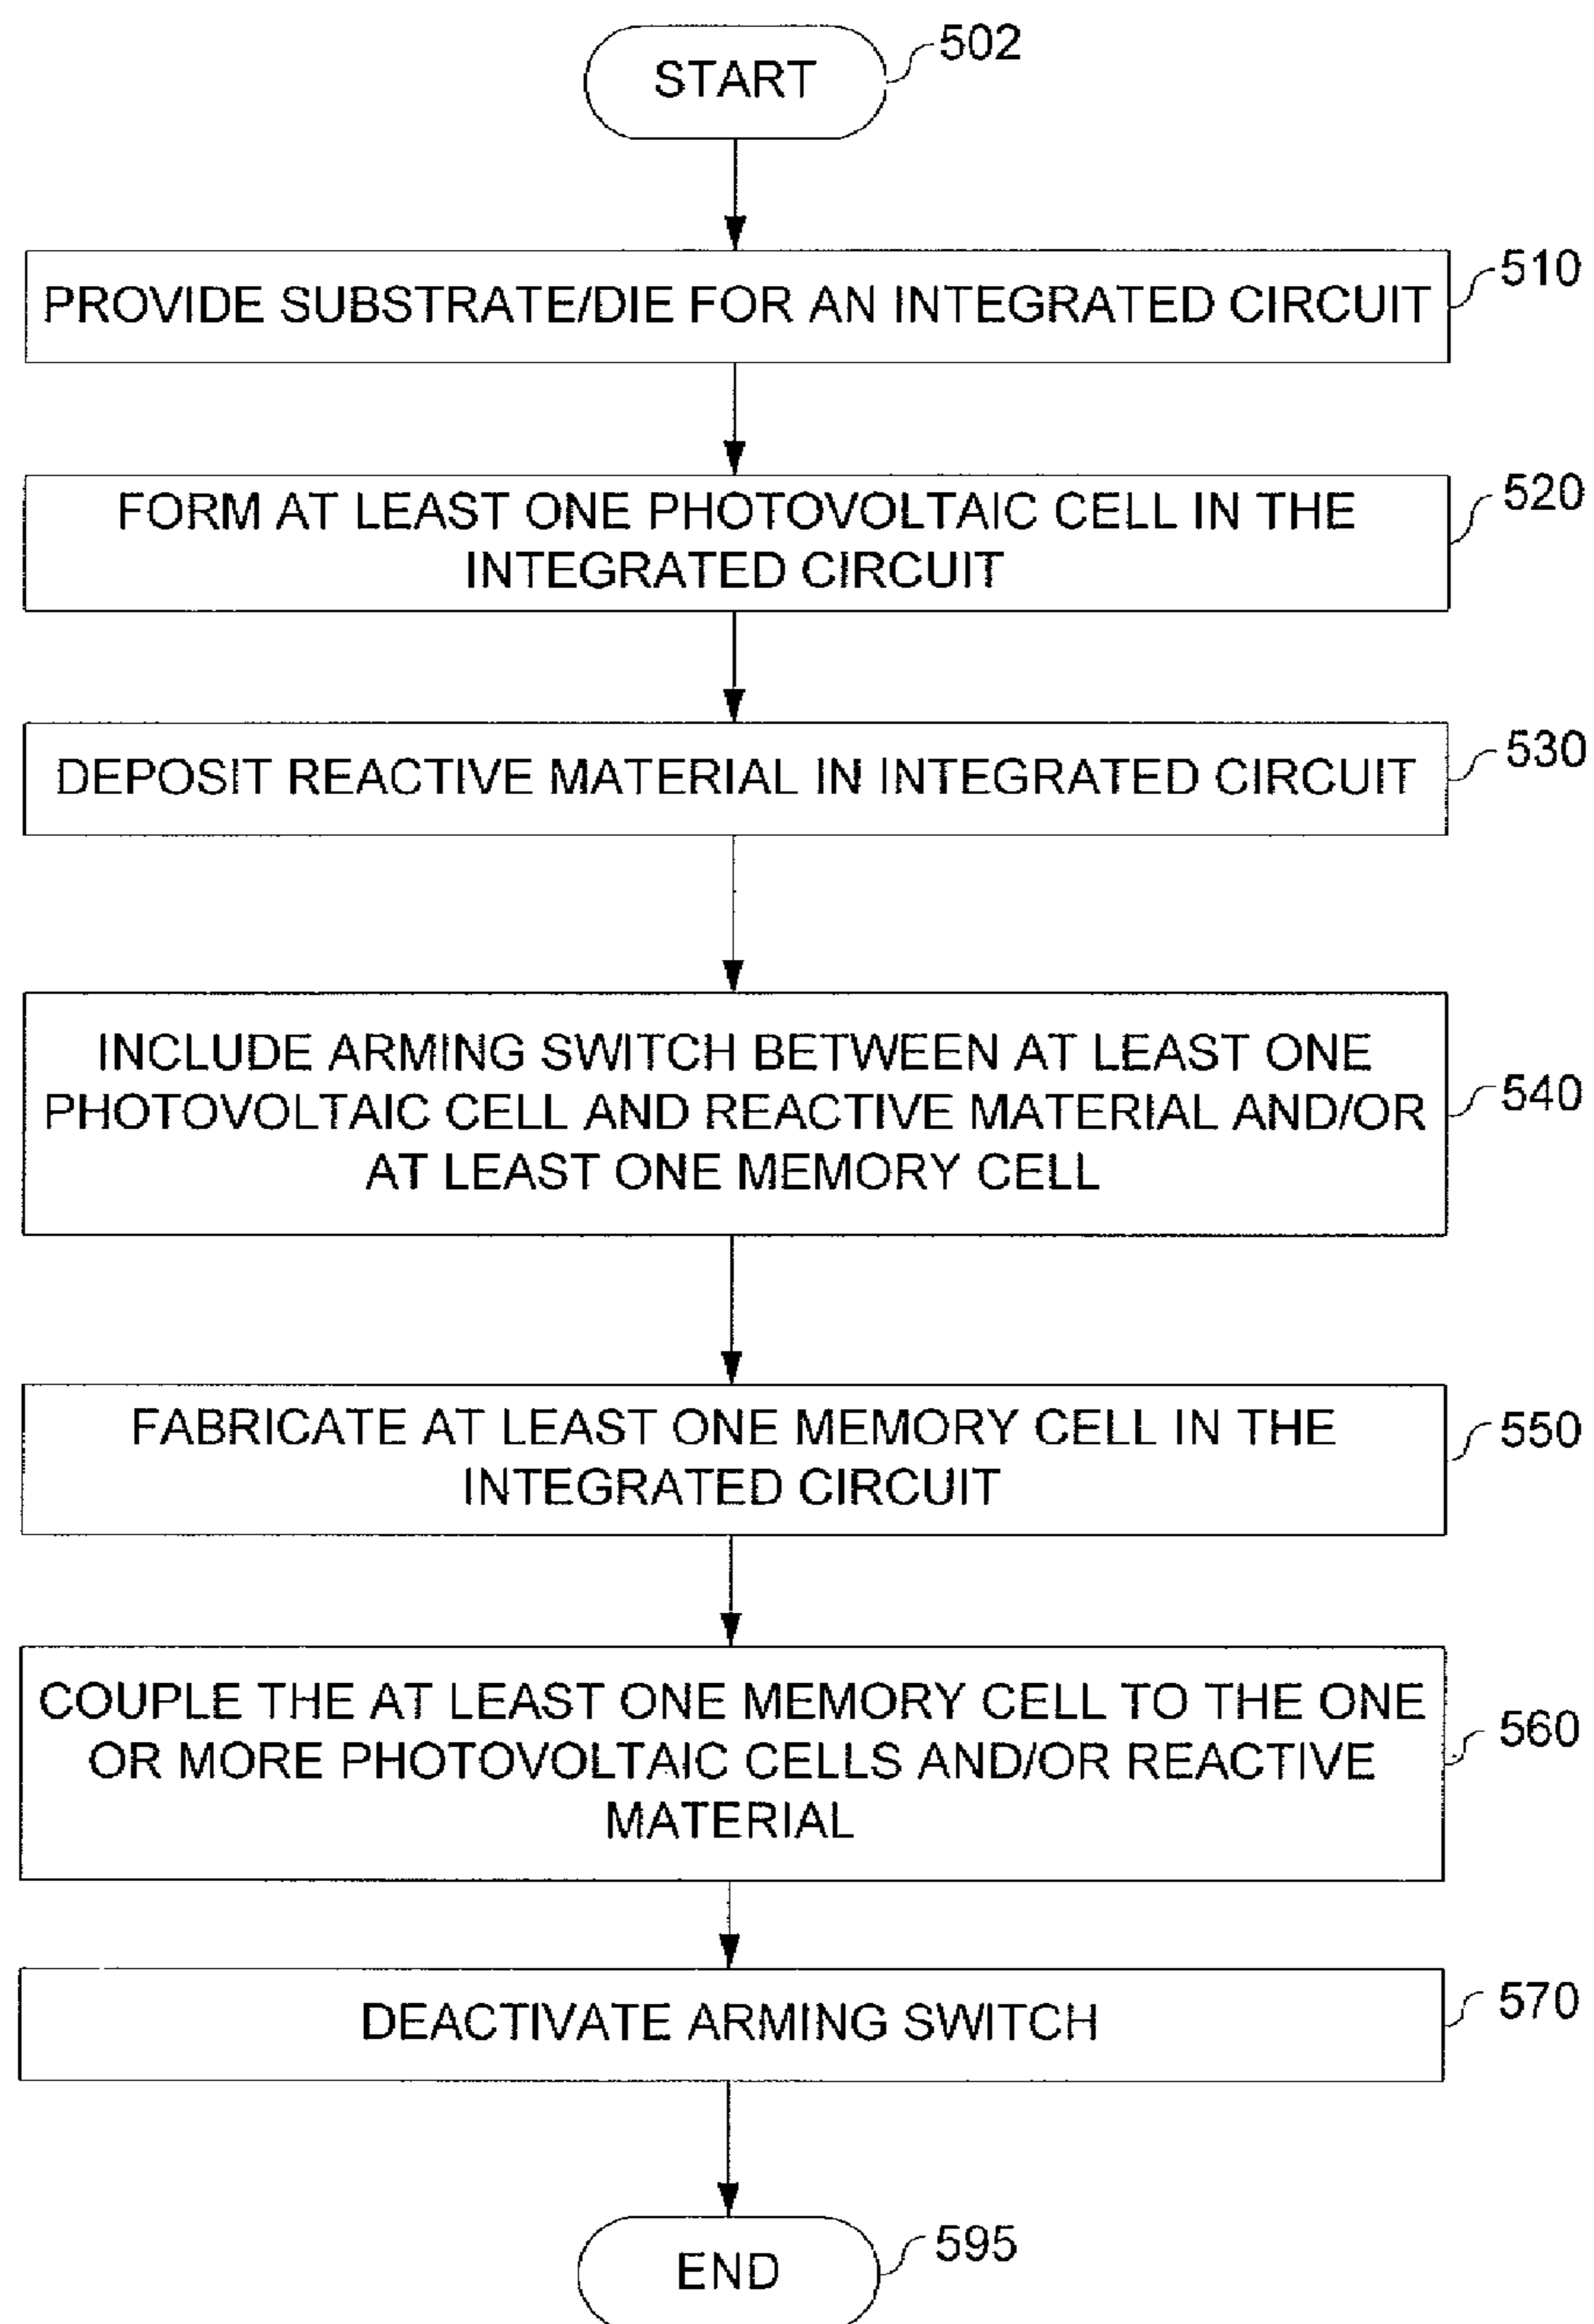 START
502
PROVIDE SUBSTRATE/DIE FOR AN INTEGRATED CIRCUIT
510
FORM AT LEAST ONE PHOTOVOLTAIC CELL IN THE
INTEGRATED CIRCUIT
520
DEPOSIT REACTIVE MATERIAL IN INTEGRATED CIRCUIT
530
INCLUDE ARMING SWITCH BETWEEN AT LEAST ONE
PHOTOVOLTAIC CELL AND REACTIVE MATERIAL AND/OR
AT LEAST ONE MEMORY CELL
540
FABRICATE AT LEAST ONE MEMORY CELL IN THE
INTEGRATED CIRCUIT
550
COUPLE THE AT LEAST ONE MEMORY CELL TO THE ONE
OR MORE PHOTOVOLTAIC CELLS AND/OR REACTIVE
MATERIAL
560
DEACTIVATE ARMING SWITCH
570
END
595